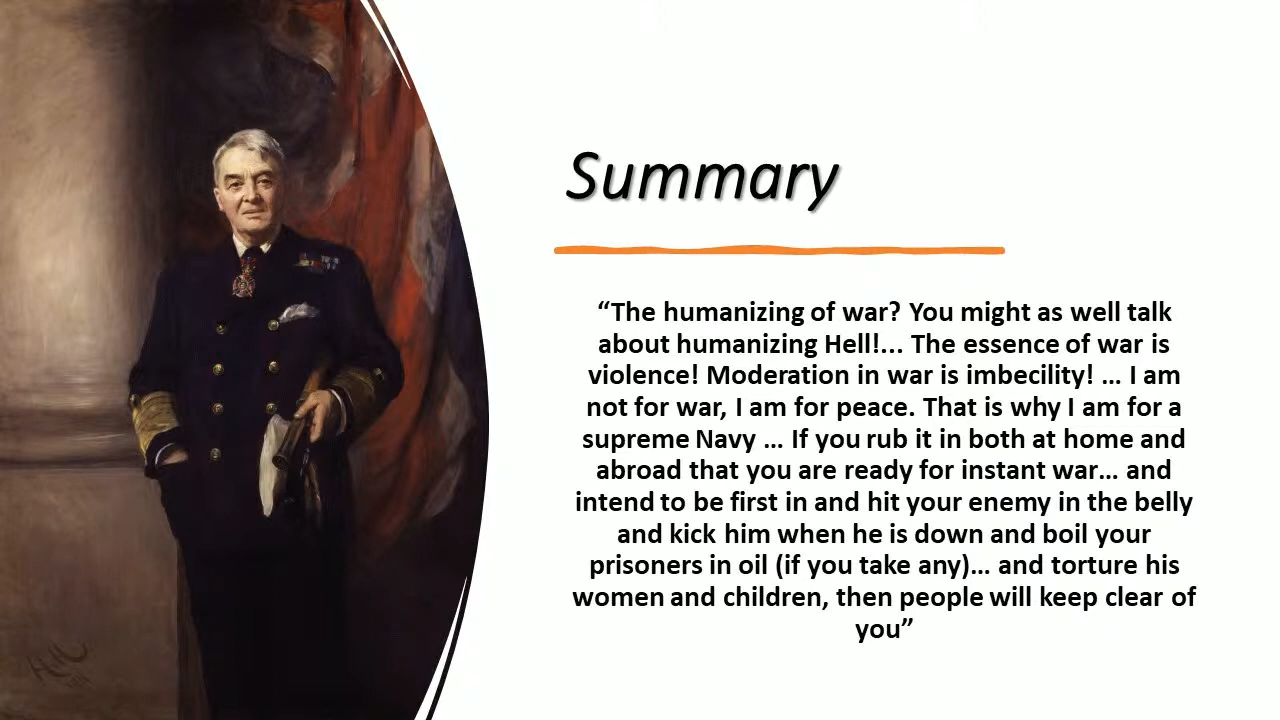 Summary
“The humanizing of war? You might as well talk
about humanizing Hell!... The essence of war is
violence! Moderation in war is imbecility! … I am
not for war, I am for peace. That is why I am for a
supreme Navy … If you rub it in both at home and
abroad that you are ready for instant war… and
intend to be first in and hit your enemy in the belly
and kick him when he is down and boil your
prisoners in oil (if you take any)… and torture his
women and children, then people will keep clear of
you”